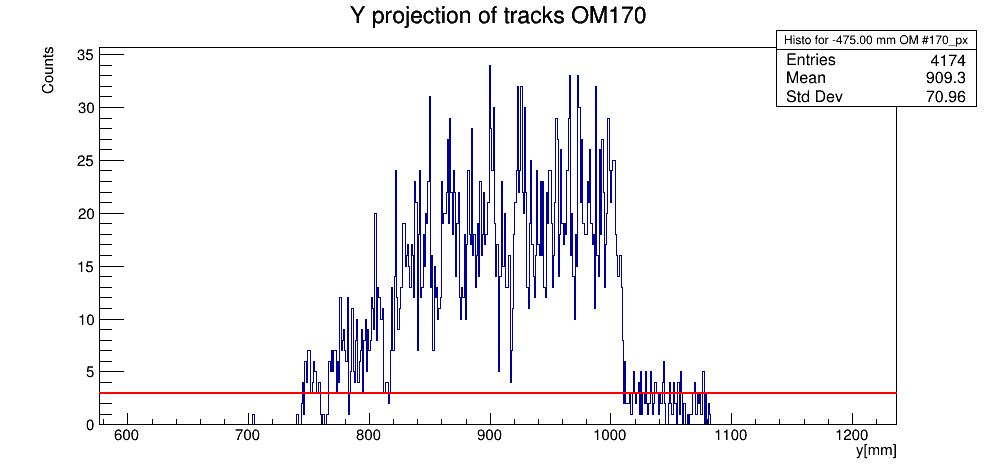 Y projection of tracks OM170
Histo for -475.00 mm OM #170_px
Entries 4174
Mean 909.3
Std Dev 70.96
Counts
35
30
25
20
15
10
5
0
600 700 800 900 1000 1100 1200
y[mm]